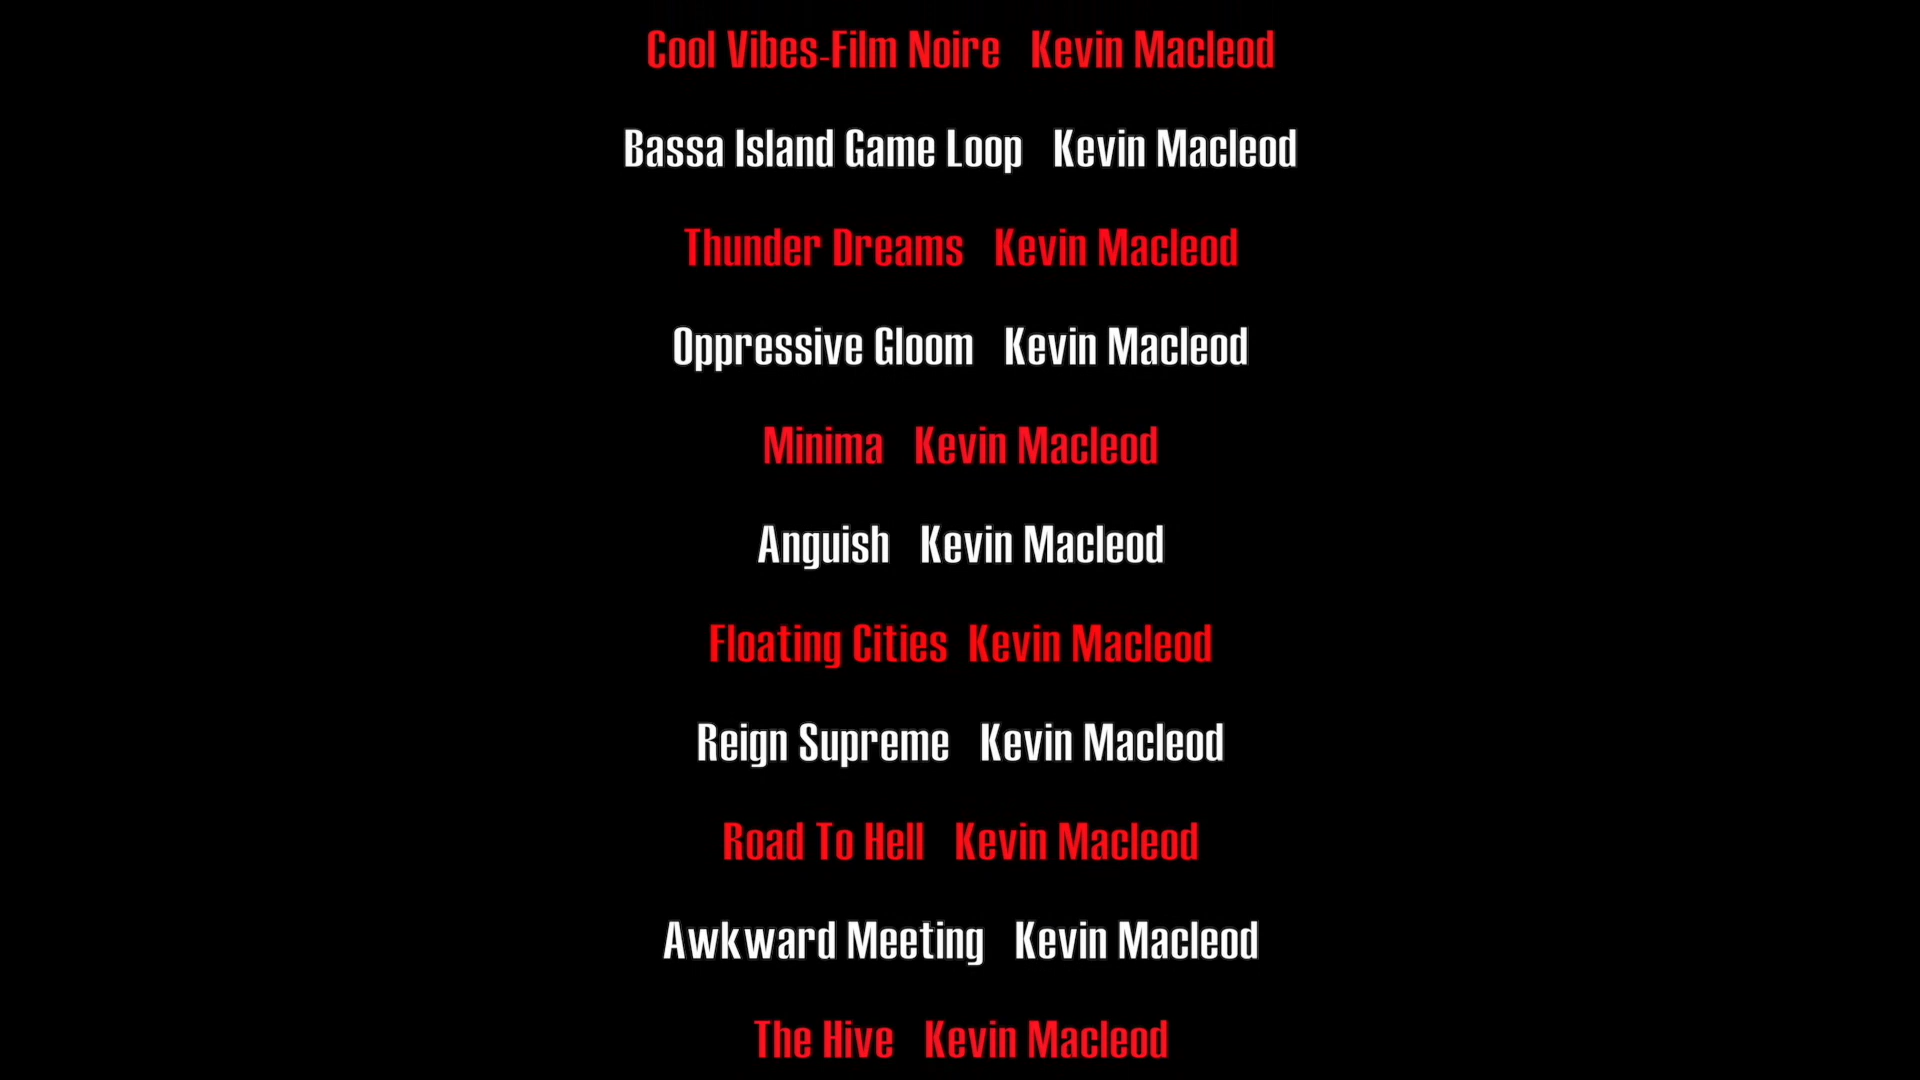 Cool Vibes-Film Noire Kevin Macleod
Bassa Island Game Loop Kevin Macleod
Thunder Dreams Kevin Macleod
Oppressive Gloom Kevin Macleod
Minima Kevin Macleod
Anguish Kevin Macleod
Floating Cities Kevin Macleod
Reign Supreme Kevin Macleod
Road To Hell Kevin Macleod
Awkward Meeting Kevin Macleod
The Hive Kevin Macleod